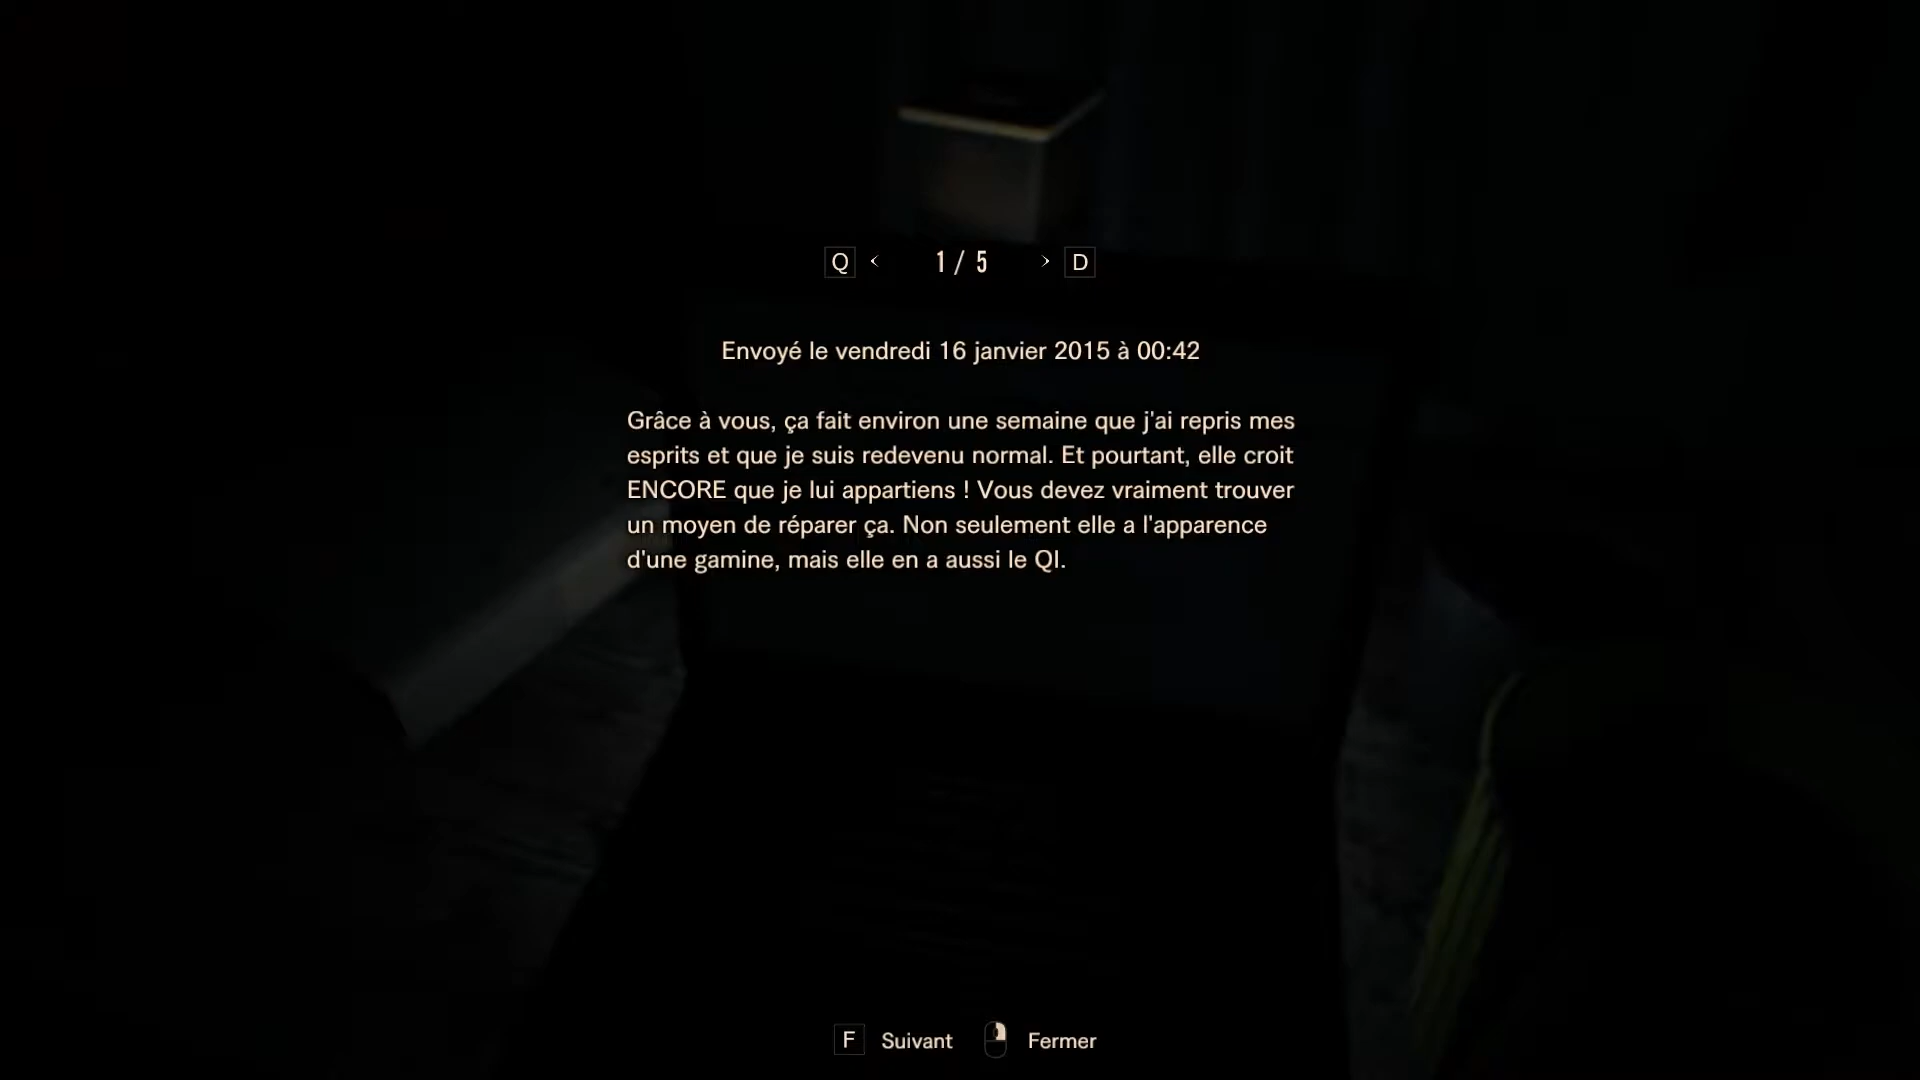 Q < 1 / 5 > D
Envoyé le vendredi 16 janvier 2015 à 00:42
Grâce à vous, ça fait environ une semaine que j'ai repris mes
esprits et que je suis redevenu normal. Et pourtant, elle croit
ENCORE que je lui appartiens ! Vous devez vraiment trouver
un moyen de réparer ça. Non seulement elle a l'apparence
d'une gamine, mais elle en a aussi le QI.
F Suivant Fermer